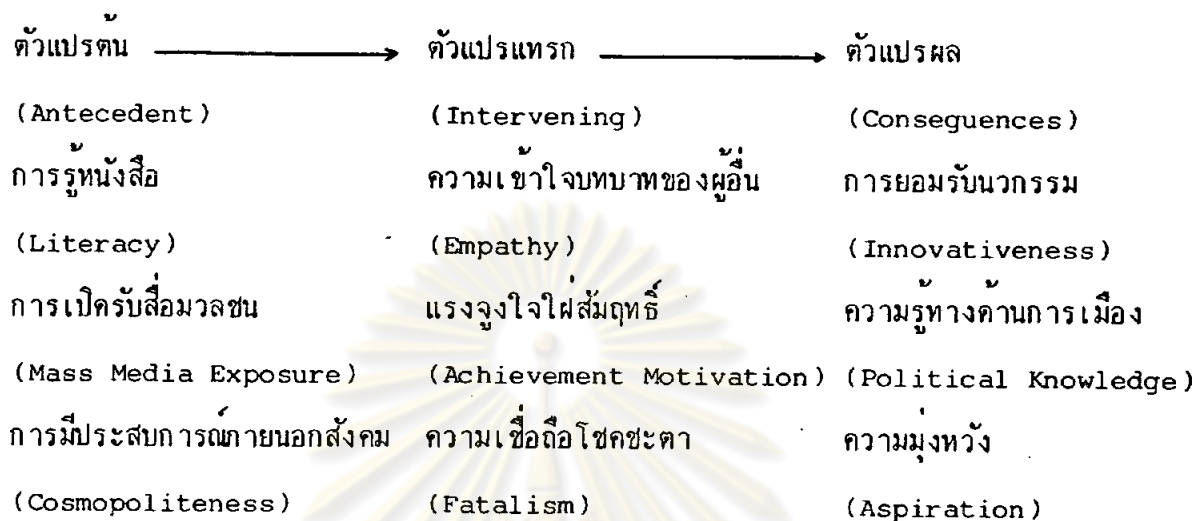 ตัวแปรต้น ⟶ ตัวแปรแทรก ⟶ ตัวแปรผล
(Antecedent) (Intervening) (Consequences)
การรู้หนังสือ ความเข้าใจบทบาทของผู้อื่น การยอมรับนวกรรม
(Literacy) (Empathy) (Innovativeness)
การเปิดรับสื่อมวลชน แรงจูงใจใฝ่สัมฤทธิ์ ความรู้ทางด้านการเมือง
(Mass Media Exposure) (Achievement Motivation) (Political Knowledge)
การมีประสบการณ์ภายนอกสังคม ความเชื่อถือโชคชะตา ความมุ่งหวัง
(Cosmopoliteness) (Fatalism) (Aspiration)